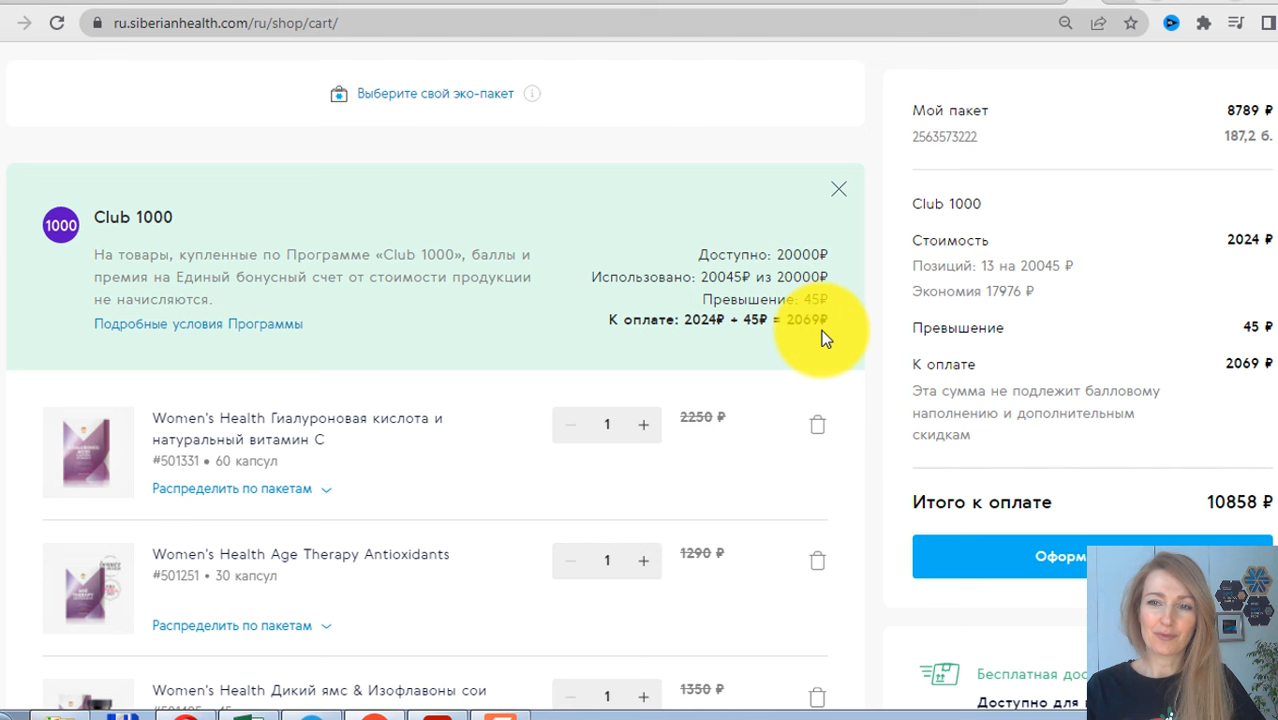 ru.siberianhealth.com/ru/shop/cart/
Выберите свой эко-пакет
1000
Club 1000
На товары, купленные по Программе «Club 1000», баллы и
премия на Единый бонусный счет от стоимости продукции
не начисляются.
Подробные условия Программы
Доступно: 20000₽
Использовано: 20045₽ из 20000₽
Превышение: 45₽
К оплате: 2024₽ + 45₽ = 2069₽
Women's Health Гиалуроновая кислота и
натуральный витамин С
#501331 • 60 капсул
Распределить по пакетам
1
2250 ₽
Women's Health Age Therapy Antioxidants
#501251 • 30 капсул
Распределить по пакетам
1
1290 ₽
Women's Health Дикий ямс & Изофлавоны сои
1
1350 ₽
Мой пакет 8789 ₽
2563573222 187,2 б.
Club 1000
Стоимость 2024 ₽
Позиций: 13 на 20045 ₽
Экономия 17976 ₽
Превышение 45 ₽
К оплате 2069 ₽
Эта сумма не подлежит балловому
наполнению и дополнительным
скидкам
Итого к оплате 10858 ₽
Оформ
Бесплатная дос
Доступно для